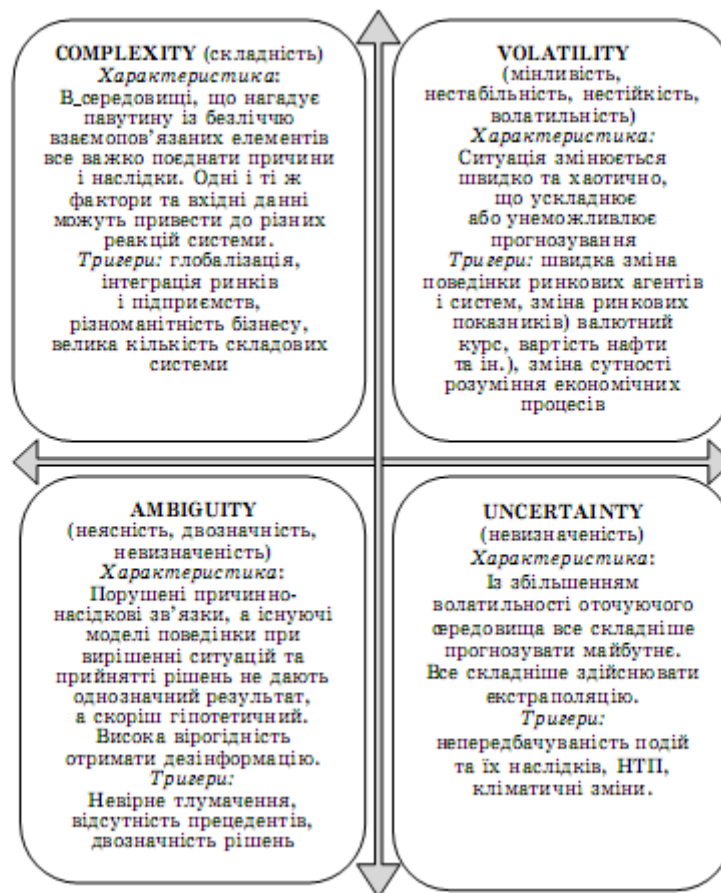 COMPLEXITY (складність)
Характеристика:
В_середовищі, що нагадує
павутину із безліччю
взаємопов’язаних елементів
все важко поєднати причини
і наслідки. Одні і ті ж
фактори та вхідні данні
можуть привести до різних
реакцій системи.
Тригери: глобалізація,
інтеграція ринків
і підприємств,
різноманітність бізнесу,
велика кількість складових
системи
VOLATILITY
(мінливість,
нестабільність, нестійкість,
волатильність)
Характеристика:
Ситуація змінюється
швидко та хаотично,
що ускладнює
або унеможливлює
прогнозування
Тригери: швидка зміна
поведінки ринкових агентів
і систем, зміна ринкових
показників) валютний
курс, вартість нафти
та ін.), зміна сутності
розуміння економічних
процесів
AMBIGUITY
(неясність, двозначність,
невизначеність)
Характеристика:
Порушені причинно-
насідкові зв’язки, а існуючі
моделі поведінки при
вирішенні ситуацій та
прийнятті рішень не дають
однозначний результат,
а скоріш гіпотетичний.
Висока вірогідність
отримати дезінформацію.
Тригери:
Невірне тлумачення,
відсутність прецедентів,
двозначність рішень
UNCERTAINTY
(невизначеність)
Характеристика:
Із збільшенням
волатильності оточуючого
середовища все складніше
прогнозувати майбутнє.
Все складніше здійснювати
екстраполяцію.
Тригери:
непередбачуваність подій
та їх наслідків, НТП,
кліматичні зміни.